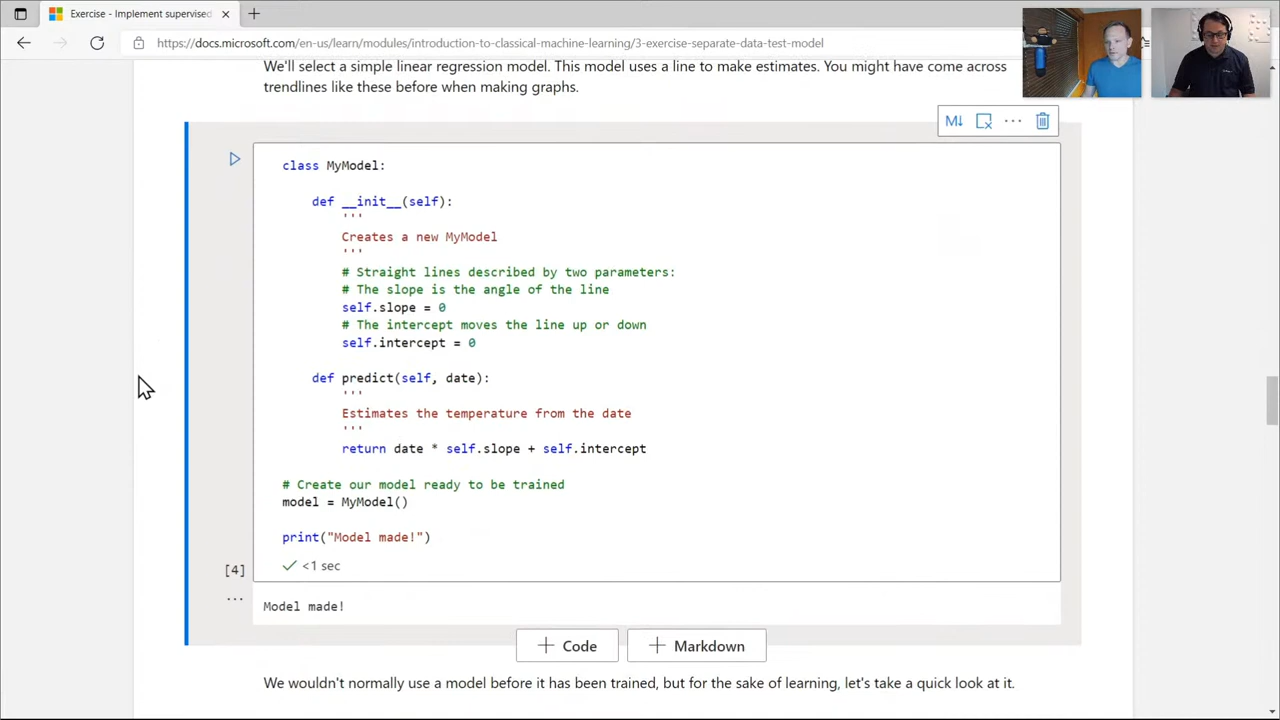 Exercise - Implement supervised
https://docs.microsoft.com/en-us/learn/modules/introduction-to-classical-machine-learning/3-exercise-separate-data-test-model
We'll select a simple linear regression model. This model uses a line to make estimates. You might have come across
trendlines like these before when making graphs.
M↓
class MyModel:
def __init__(self):
'''
Creates a new MyModel
'''
# Straight lines described by two parameters:
# The slope is the angle of the line
self.slope = 0
# The intercept moves the line up or down
self.intercept = 0
def predict(self, date):
'''
Estimates the temperature from the date
'''
return date * self.slope + self.intercept
# Create our model ready to be trained
model = MyModel()
print("Model made!")
[4]
<1 sec
Model made!
Code
Markdown
We wouldn't normally use a model before it has been trained, but for the sake of learning, let's take a quick look at it.